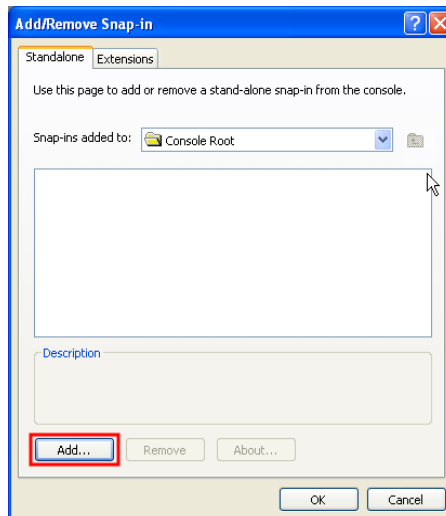 Add/Remove Snap-in
Standalone Extensions
Use this page to add or remove a stand-alone snap-in from the console.
Snap-ins added to: Console Root
Description
Add... Remove About...
OK Cancel